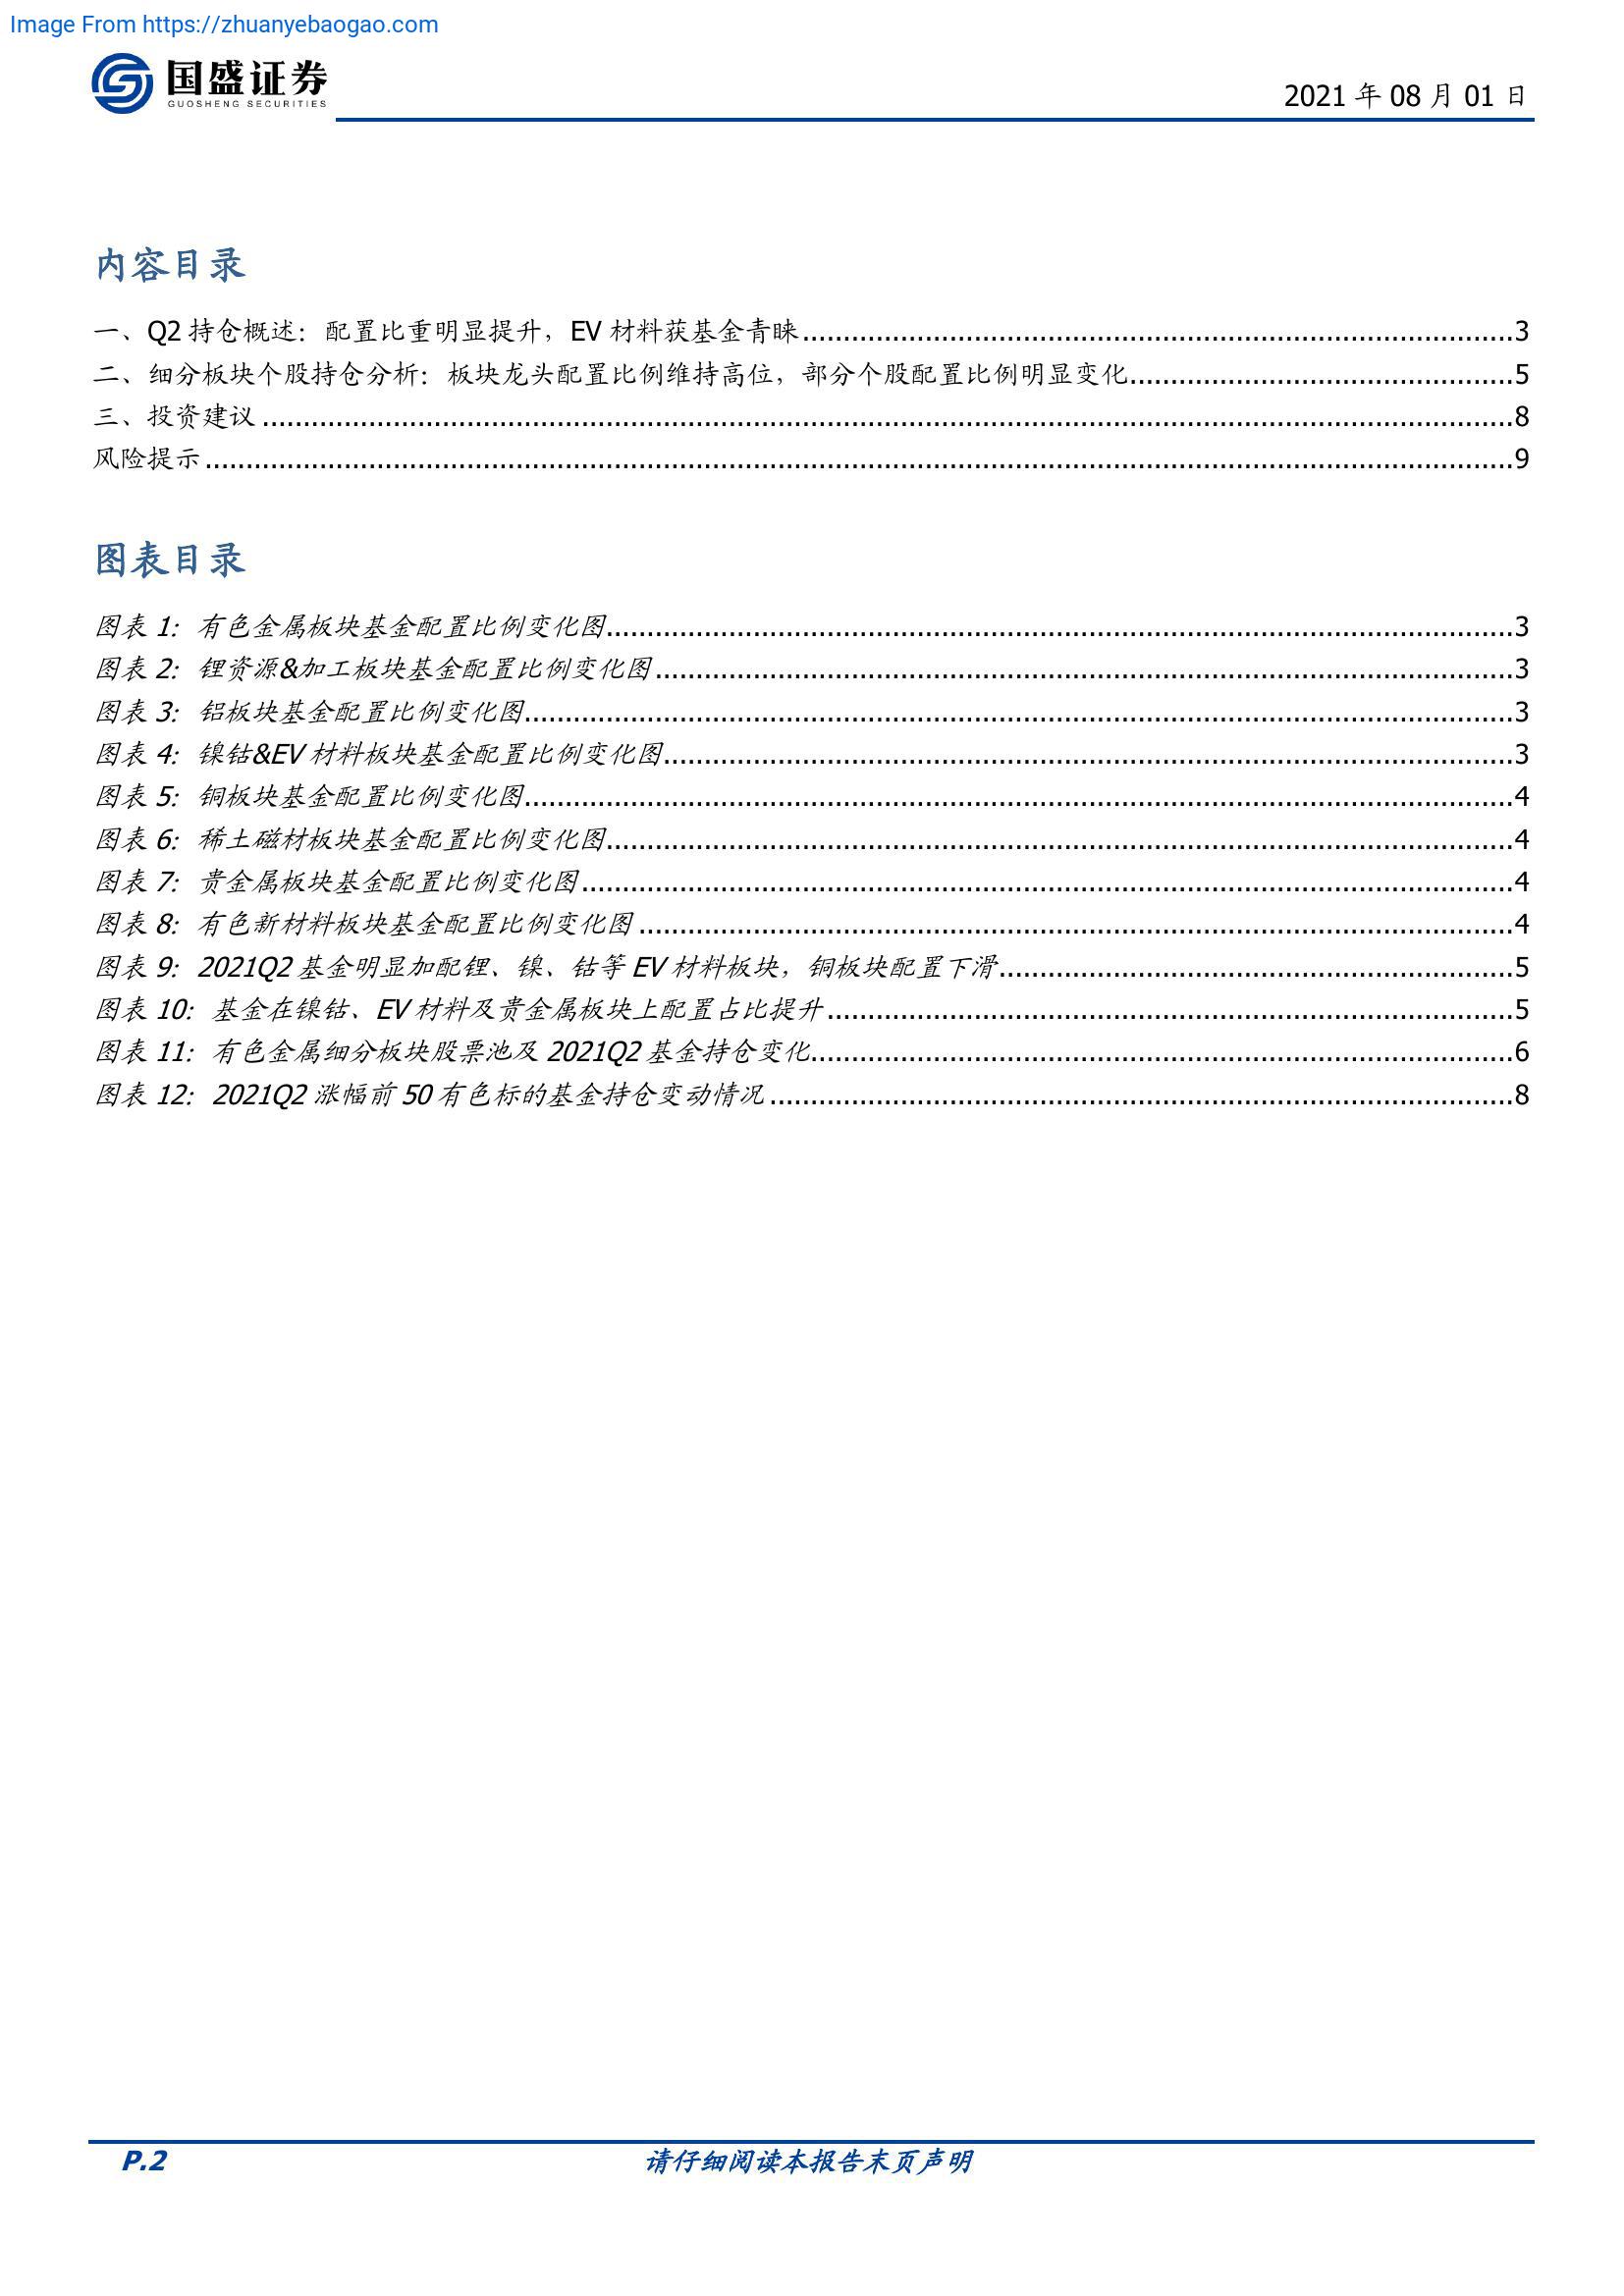 Image From https://zhuanyebaogao.com
国盛证券
GUOSHENG SECURITIES
2021 年 08 月 01 日
内容目录
一、Q2 持仓概述：配置比重明显提升，EV 材料获基金青睐 3
二、细分板块个股持仓分析：板块龙头配置比例维持高位，部分个股配置比例明显变化 5
三、投资建议 8
风险提示 9
图表目录
图表 1：有色金属板块基金配置比例变化图 3
图表 2：锂资源&加工板块基金配置比例变化图 3
图表 3：铝板块基金配置比例变化图 3
图表 4：镍钴&EV 材料板块基金配置比例变化图 3
图表 5：铜板块基金配置比例变化图 4
图表 6：稀土磁材板块基金配置比例变化图 4
图表 7：贵金属板块基金配置比例变化图 4
图表 8：有色新材料板块基金配置比例变化图 4
图表 9：2021Q2 基金明显加配锂、镍、钴等 EV 材料板块，铜板块配置下滑 5
图表 10：基金在镍钴、EV 材料及贵金属板块上配置占比提升 5
图表 11：有色金属细分板块股票池及 2021Q2 基金持仓变化 6
图表 12：2021Q2 涨幅前 50 有色标的基金持仓变动情况 8
P.2
请仔细阅读本报告末页声明